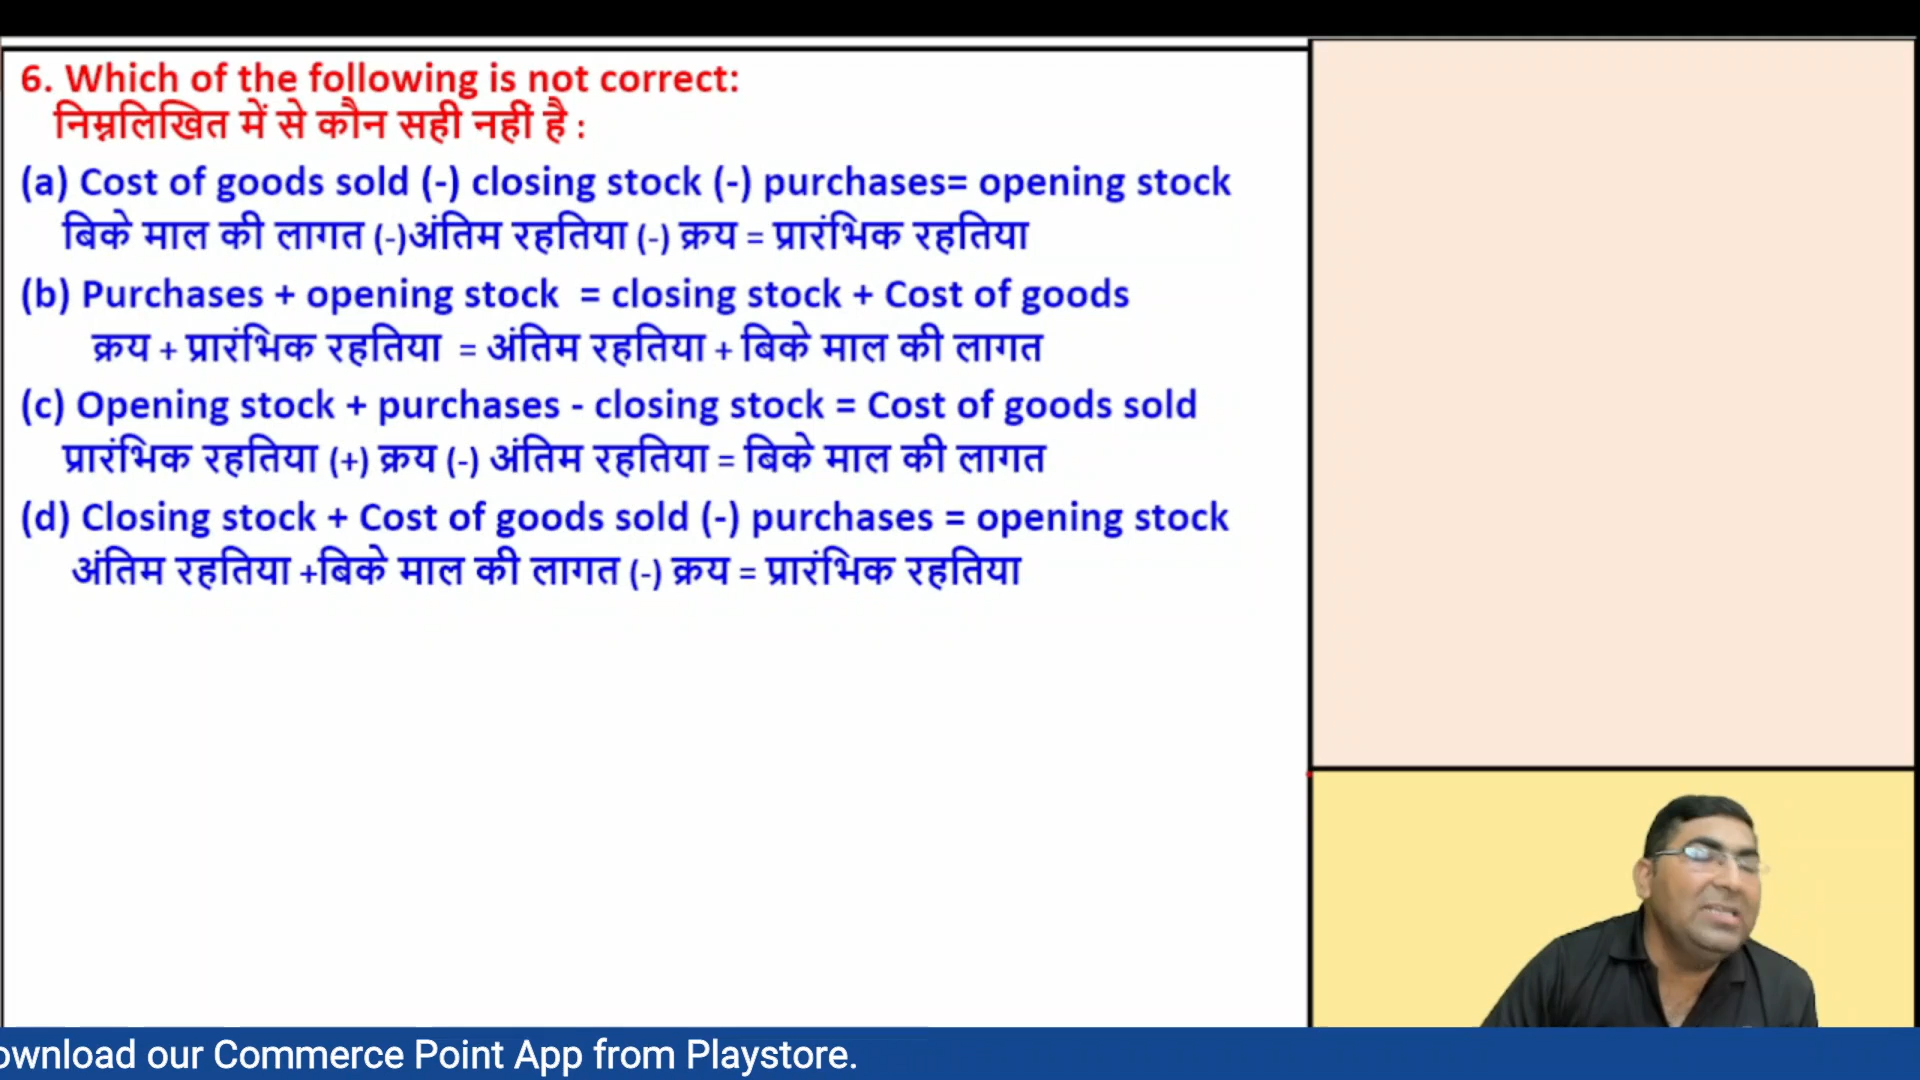 6. Which of the following is not correct:
निम्नलिखित में से कौन सही नहीं है :
(a) Cost of goods sold (-) closing stock (-) purchases= opening stock
बिके माल की लागत (-)अंतिम रहतिया (-) क्रय = प्रारंभिक रहतिया
(b) Purchases + opening stock = closing stock + Cost of goods
क्रय + प्रारंभिक रहतिया = अंतिम रहतिया + बिके माल की लागत
(c) Opening stock + purchases - closing stock = Cost of goods sold
प्रारंभिक रहतिया (+) क्रय (-) अंतिम रहतिया = बिके माल की लागत
(d) Closing stock + Cost of goods sold (-) purchases = opening stock
अंतिम रहतिया +बिके माल की लागत (-) क्रय = प्रारंभिक रहतिया
ownload our Commerce Point App from Playstore.